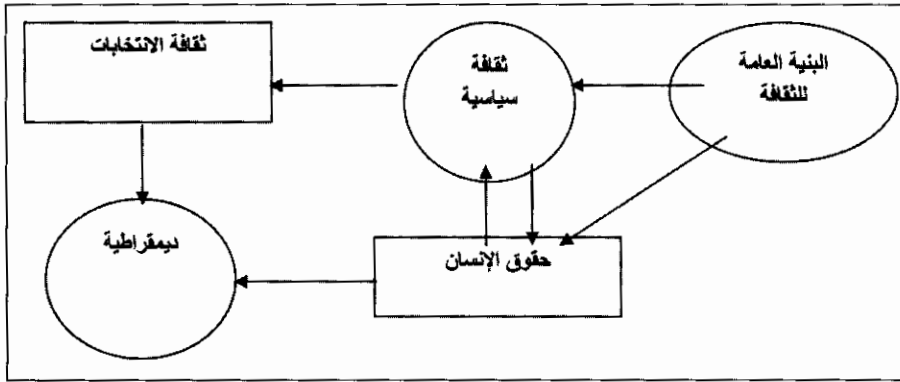 البنية العامة
للثقافة
ثقافة
سياسية
ثقافة الانتخابات
حقوق الإنسان
ديمقراطية